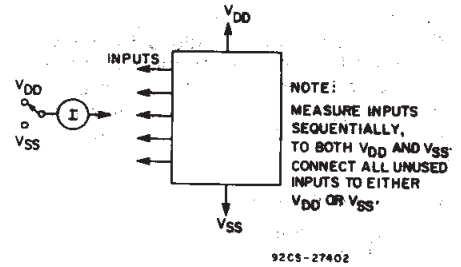 VDD
INPUTS
VDD
I
VSS
NOTE:
MEASURE INPUTS
SEQUENTIALLY,
TO BOTH VDD AND VSS.
CONNECT ALL UNUSED
INPUTS TO EITHER
VDD OR VSS.
VSS
92CS-27402